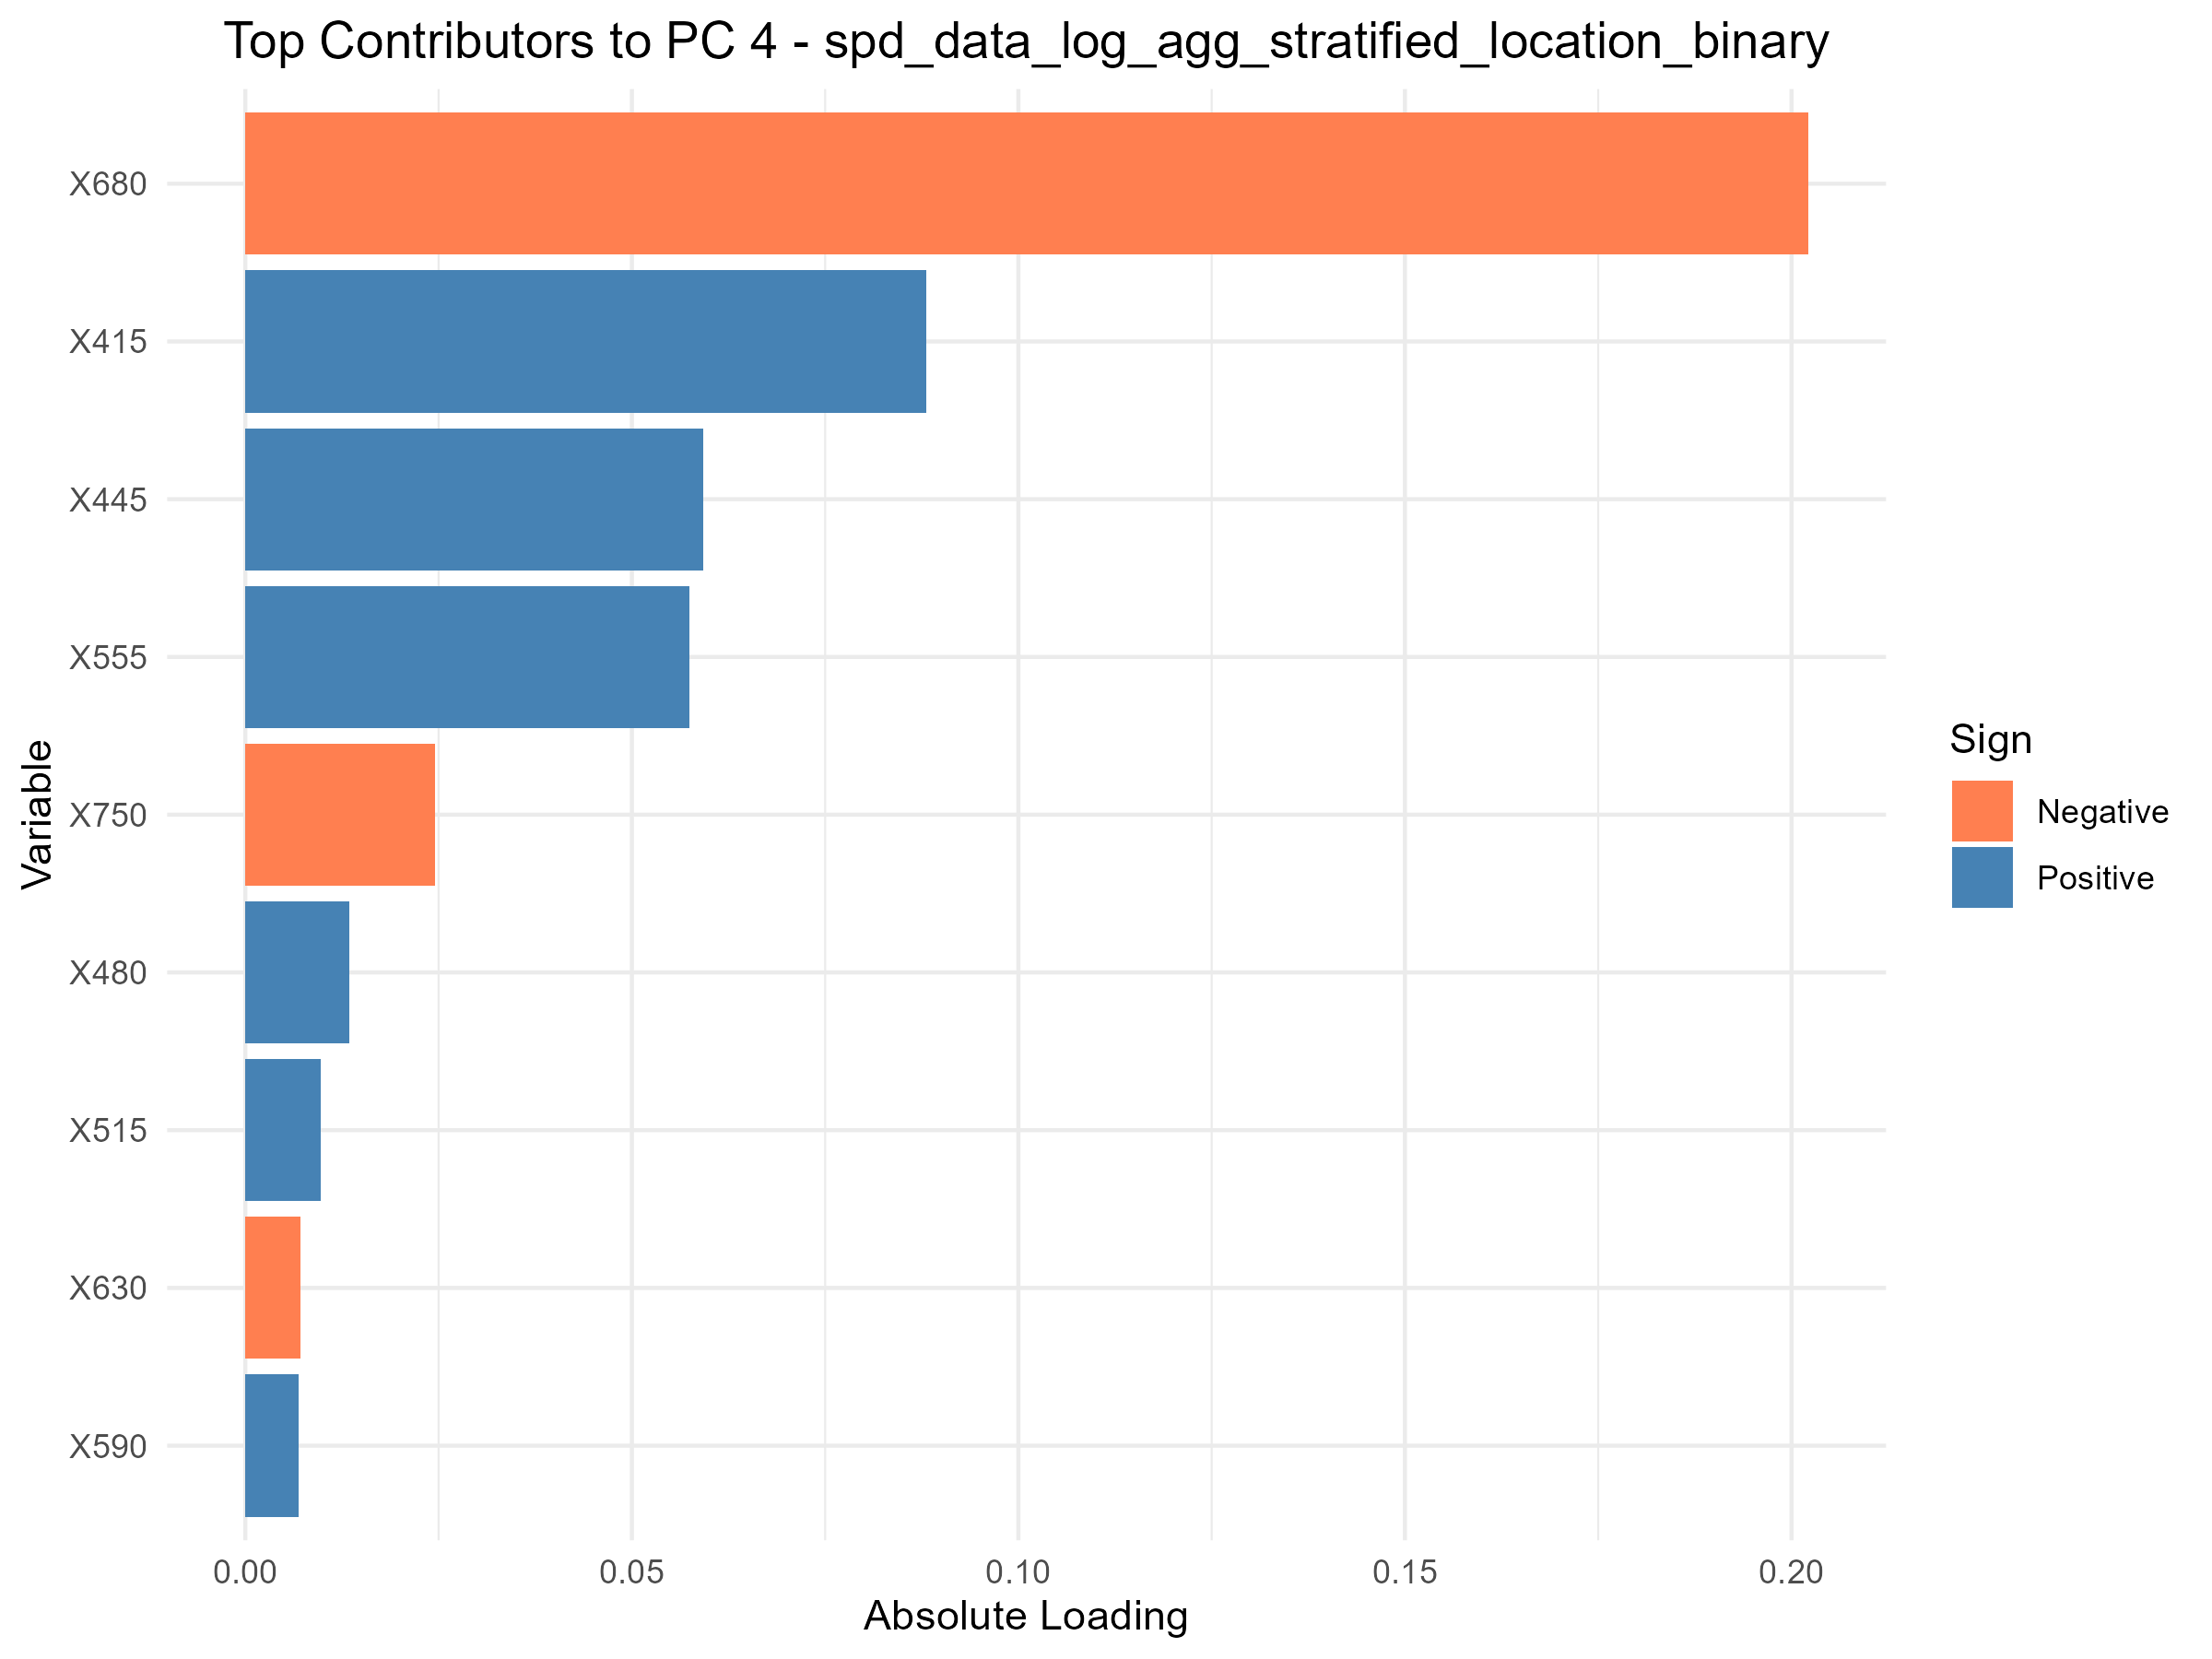 Top Contributors to PC 4 - spd_data_log_agg_stratified_location_binary
Variable
X680
X415
X445
X555
X750
X480
X515
X630
X590
0.00 0.05 0.10 0.15 0.20
Absolute Loading
Sign
Negative
Positive